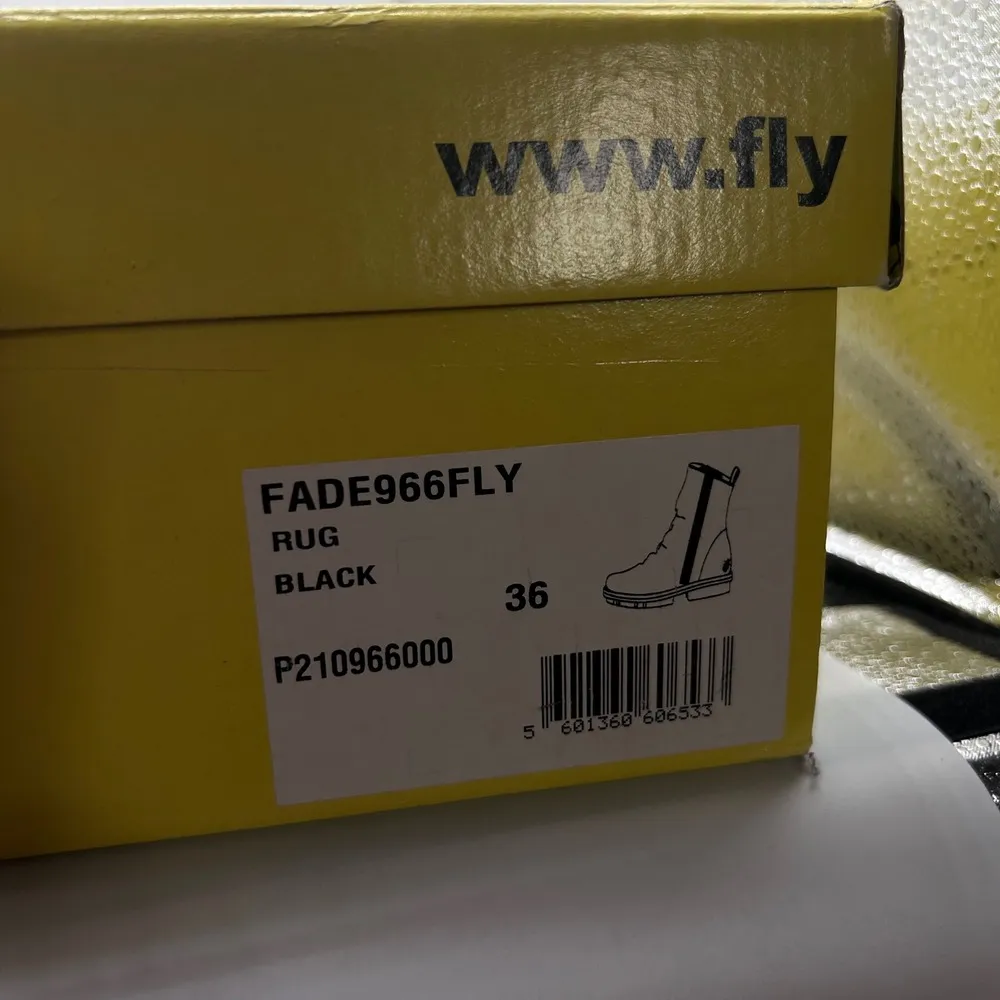 www.fly
FADE966FLY
RUG
BLACK
36
P210966000
5 601360 606533